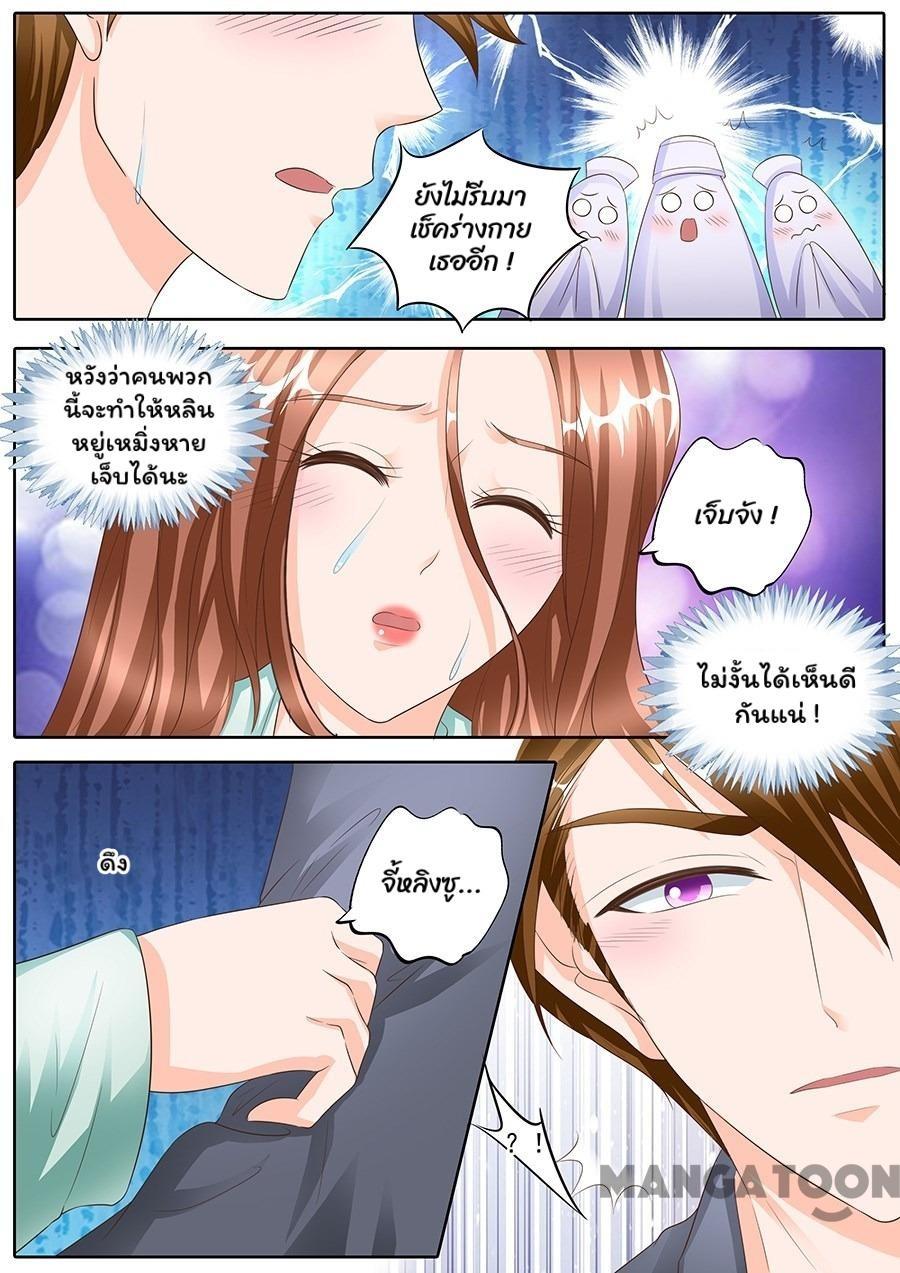 ยังไม่รีบมา
เช็คร่างกาย
เธออีก !
หวังว่าคนพวก
นี้จะทำให้หลิน
หยู่เหมิ่งหาย
เจ็บได้นะ
เจ็บจัง !
ไม่งั้นได้เห็นดี
กันแน่ !
ดึง
จี้หลิงซู...
? !
MANGATOON